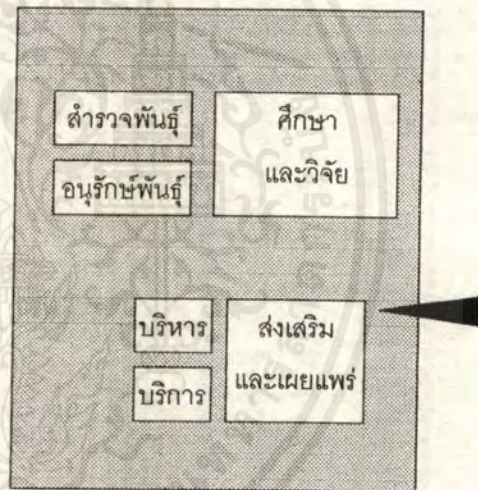 สำรวจพันธุ์
อนุรักษ์พันธุ์
ศึกษา
และวิจัย
บริหาร
บริการ
ส่งเสริม
และเผยแพร่